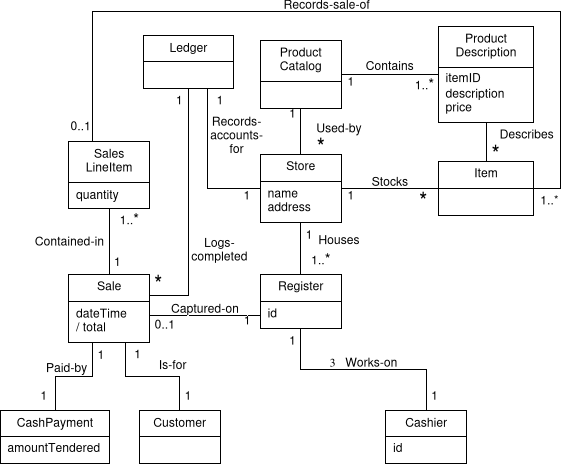 Records-sale-of
Ledger
Product
Catalog
Product
Description
itemID
description
price
Contains
1
1..*
1
1
1
0..1
Records-
accounts-
for
Used-by
*
Describes
*
Sales
LineItem
quantity
Store
name
address
Item
1
1
Stocks
*
1..*
1..*
Contained-in
1
Logs-
completed
*
1
Houses
1..*
Sale
dateTime
/ total
Captured-on
0..1
1
Register
id
1
1
Paid-by
Is-for
1
3
Works-on
1
1
1
CashPayment
amountTendered
Customer
Cashier
id